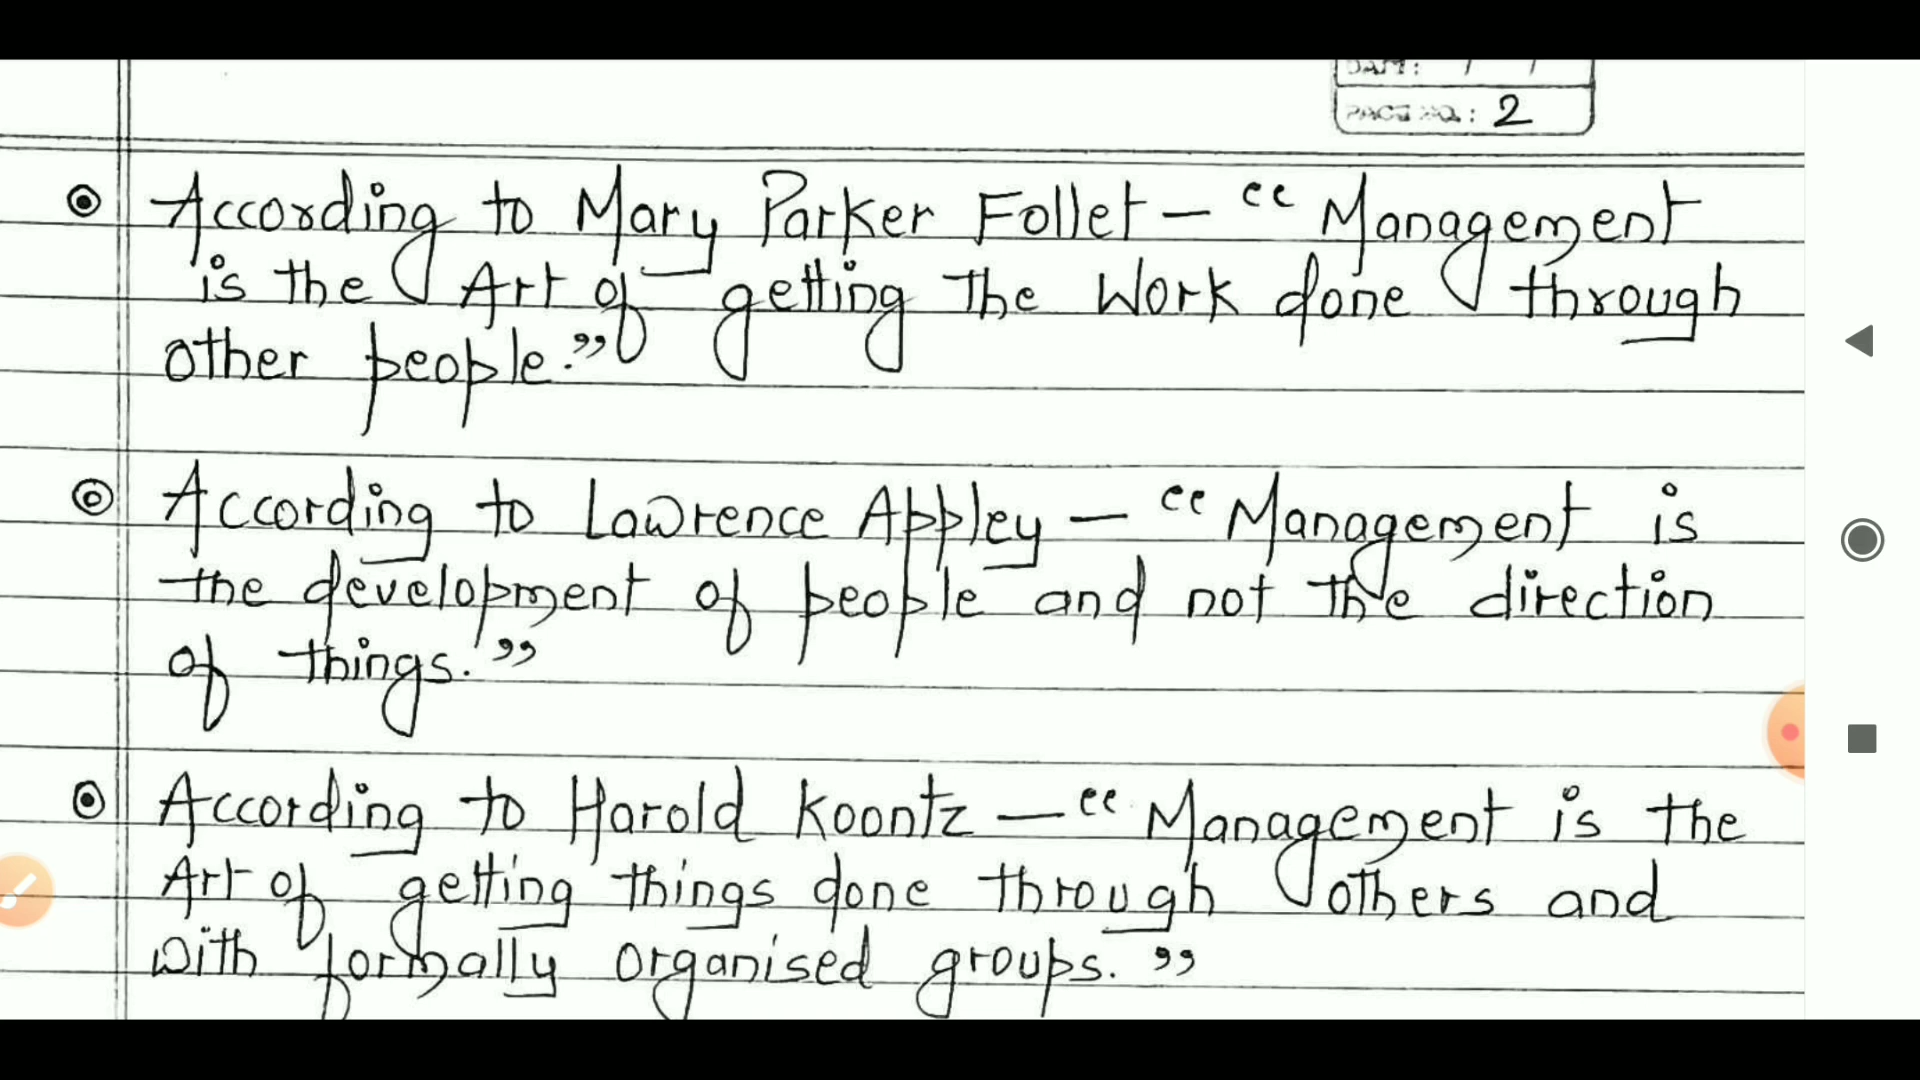 DATE: / /
PAGE NO.: 2
According to Mary Parker Follet – “ Management
is the Art of getting the Work done through
other people.”
According to Lawrence Appley – “ Management is
the development of people and not the direction
of things.”
According to Harold Koontz – “ Management is the
Art of getting things done through others and
with formally organised groups. ”